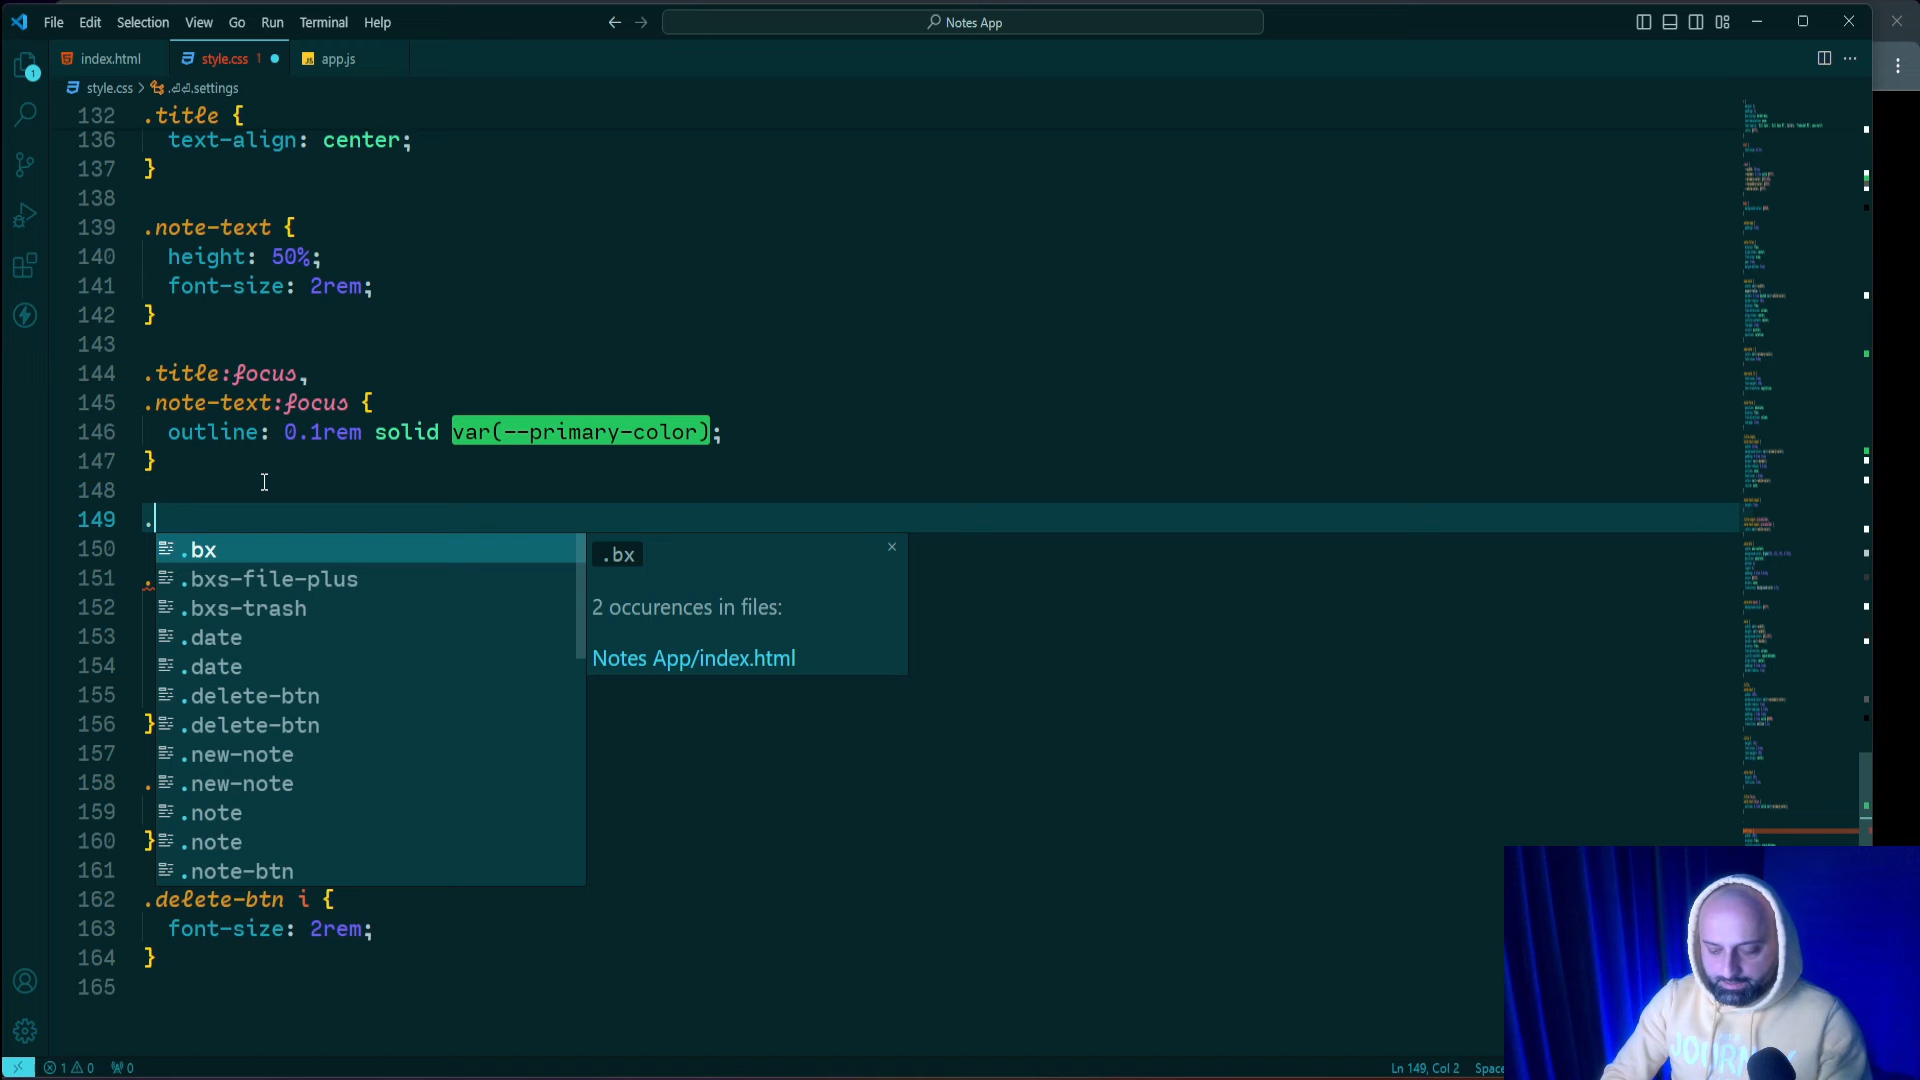 File Edit Selection View Go Run Terminal Help
Notes App
index.html style.css 1 app.js
style.css > .⏎⏎.settings
132 .title {
136 text-align: center;
137 }
138
139 .note-text {
140 height: 50%;
141 font-size: 2rem;
142 }
143
144 .title:focus,
145 .note-text:focus {
146 outline: 0.1rem solid var(--primary-color);
147 }
148
149 .
150 .bx
.bx
151 . .bxs-file-plus
152 .bxs-trash
2 occurences in files:
153 .date
154 .date
Notes App/index.html
155 .delete-btn
156 } .delete-btn
157 .new-note
158 . .new-note
159 .note
160 } .note
161 .note-btn
162 .delete-btn i {
163 font-size: 2rem;
164 }
165
1 0 0
Ln 149, Col 2
JOURN